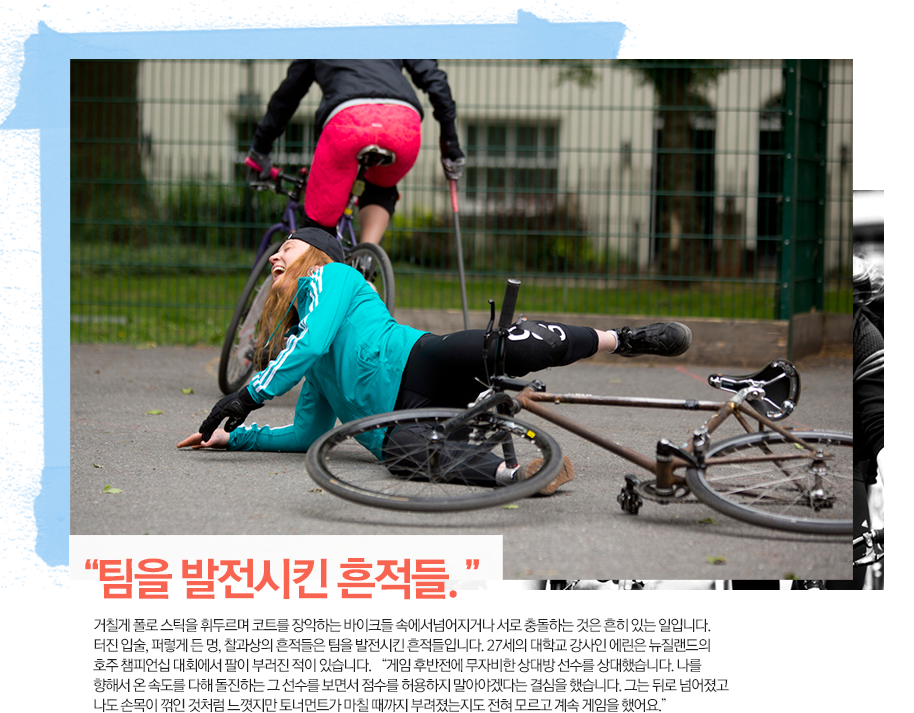 “팀을 발전시킨 흔적들. ”
거칠게 폴로 스틱을 휘두르며 코트를 장악하는 바이크들 속에서넘어지거나 서로 충돌하는 것은 흔히 있는 일입니다.
터진 입술, 퍼렇게 든 멍, 찰과상의 흔적들은 팀을 발전시킨 흔적들입니다. 27세의 대학교 강사인 에린은 뉴질랜드의
호주 챔피언십 대회에서 팔이 부러진 적이 있습니다. “게임 후반전에 무자비한 상대방 선수를 상대했습니다. 나를
향해서 온 속도를 다해 돌진하는 그 선수를 보면서 점수를 허용하지 말아야겠다는 결심을 했습니다. 그는 뒤로 넘어졌고
나도 손목이 꺾인 것처럼 느꼈지만 토너먼트가 마칠 때까지 부려졌는지도 전혀 모르고 계속 게임을 했어요.”